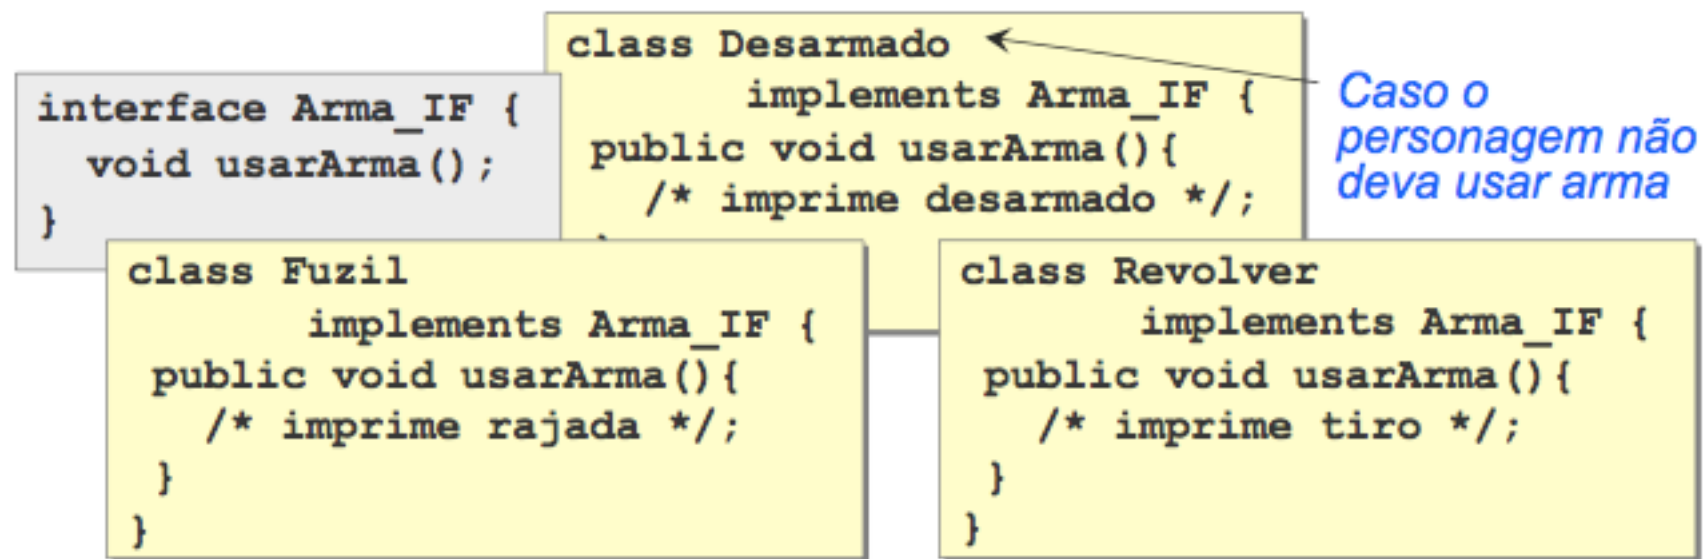 interface Arma_IF {
void usarArma();
}
class Desarmado
implements Arma_IF {
public void usarArma(){
/* imprime desarmado */;
Caso o
personagem não
deva usar arma
class Fuzil
implements Arma_IF {
public void usarArma(){
/* imprime rajada */;
}
}
class Revolver
implements Arma_IF {
public void usarArma(){
/* imprime tiro */;
}
}